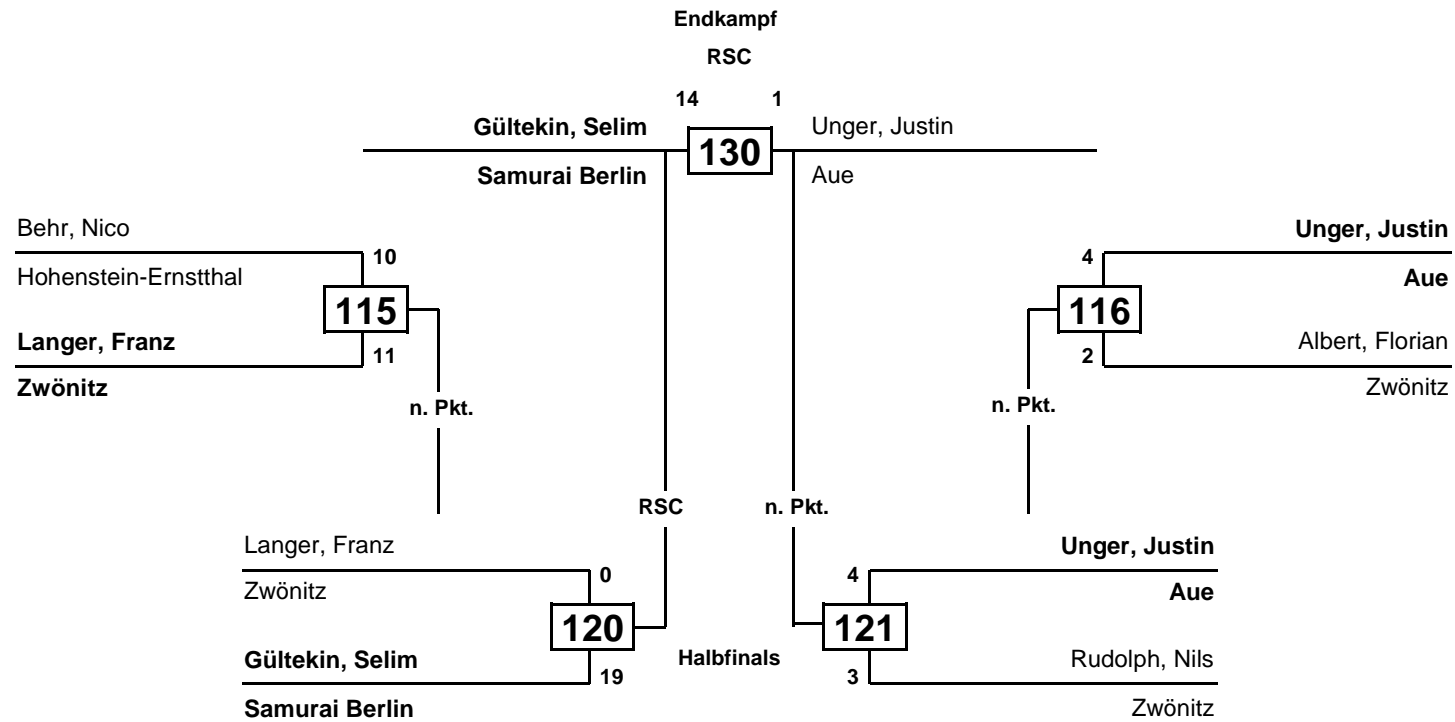 Endkampf
RSC
14 1
Gültekin, Selim 130 Unger, Justin
Samurai Berlin Aue
Behr, Nico
10
Hohenstein-Ernstthal
115
Langer, Franz
11
Zwönitz
n. Pkt.
Unger, Justin
4
Aue
116
Albert, Florian
2
Zwönitz
n. Pkt.
RSC n. Pkt.
Langer, Franz
0
Zwönitz
120
Gültekin, Selim
19
Samurai Berlin
Halbfinals
Unger, Justin
4
Aue
121
Rudolph, Nils
3
Zwönitz